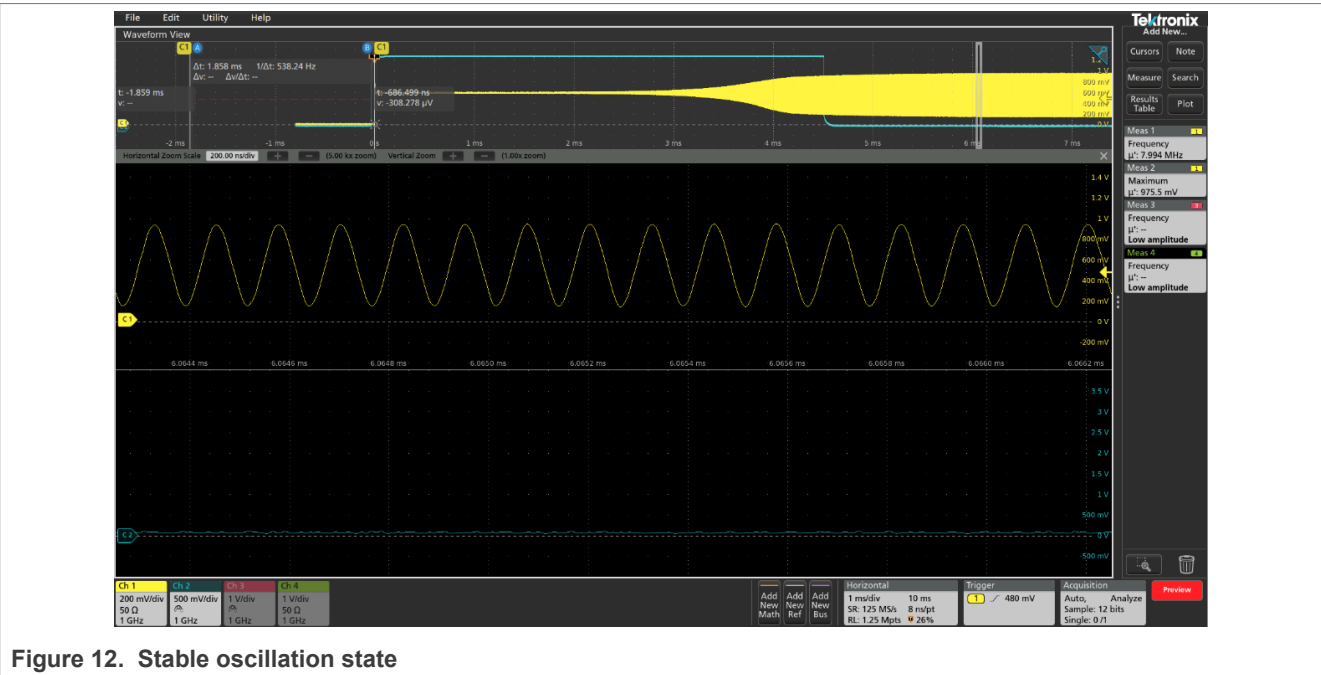 File Edit Utility Help
Tektronix
Waveform View
Add New...
C1 A B C1
Δt: 1.858 ms 1/Δt: 538.24 Hz
Δv: -- Δv/Δt: --
t: -1.859 ms
v: --
t: -686.499 ns
v: -308.278 µV
1 V
800 mV
600 mV
400 mV
200 mV
0 V
C1
-2 ms -1 ms 0 s 1 ms 2 ms 3 ms 4 ms 5 ms 6 ms 7 ms
Horizontal Zoom Scale 200.00 ns/div + — (5.00 kx zoom) Vertical Zoom + — (1.00x zoom) ×
1.4 V
1.2 V
1 V
800 mV
600 mV
400 mV
200 mV
C1 0 V
-200 mV
6.0644 ms 6.0646 ms 6.0648 ms 6.0650 ms 6.0652 ms 6.0654 ms 6.0656 ms 6.0658 ms 6.0660 ms 6.0662 ms
3.5 V
3 V
2.5 V
2 V
1.5 V
1 V
500 mV
C2 0 V
-500 mV
Cursors Note
Measure Search
Results Table Plot
Meas 1 1
Frequency
µ': 7.994 MHz
Meas 2 1
Maximum
µ': 975.5 mV
Meas 3 3
Frequency
µ': --
Low amplitude
Meas 4 4
Frequency
µ': --
Low amplitude
Ch 1
200 mV/div
50 Ω
1 GHz
Ch 2
500 mV/div
1 GHz
Ch 3
1 V/div
1 GHz
Ch 4
1 V/div
50 Ω
1 GHz
Add New Math
Add New Ref
Add New Bus
Horizontal
1 ms/div 10 ms
SR: 125 MS/s 8 ns/pt
RL: 1.25 Mpts 26%
Trigger
1 480 mV
Acquisition
Auto, Analyze
Sample: 12 bits
Single: 0 /1
Preview
Figure 12. Stable oscillation state